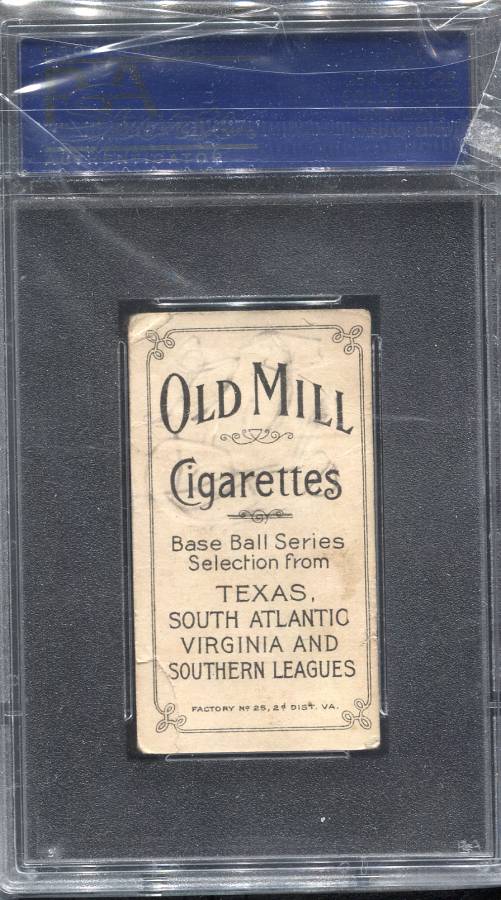 OLD MILL
Cigarettes
Base Ball Series
Selection from
TEXAS,
SOUTH ATLANTIC
VIRGINIA AND
SOUTHERN LEAGUES
FACTORY Nº 25, 2d DIST. VA.